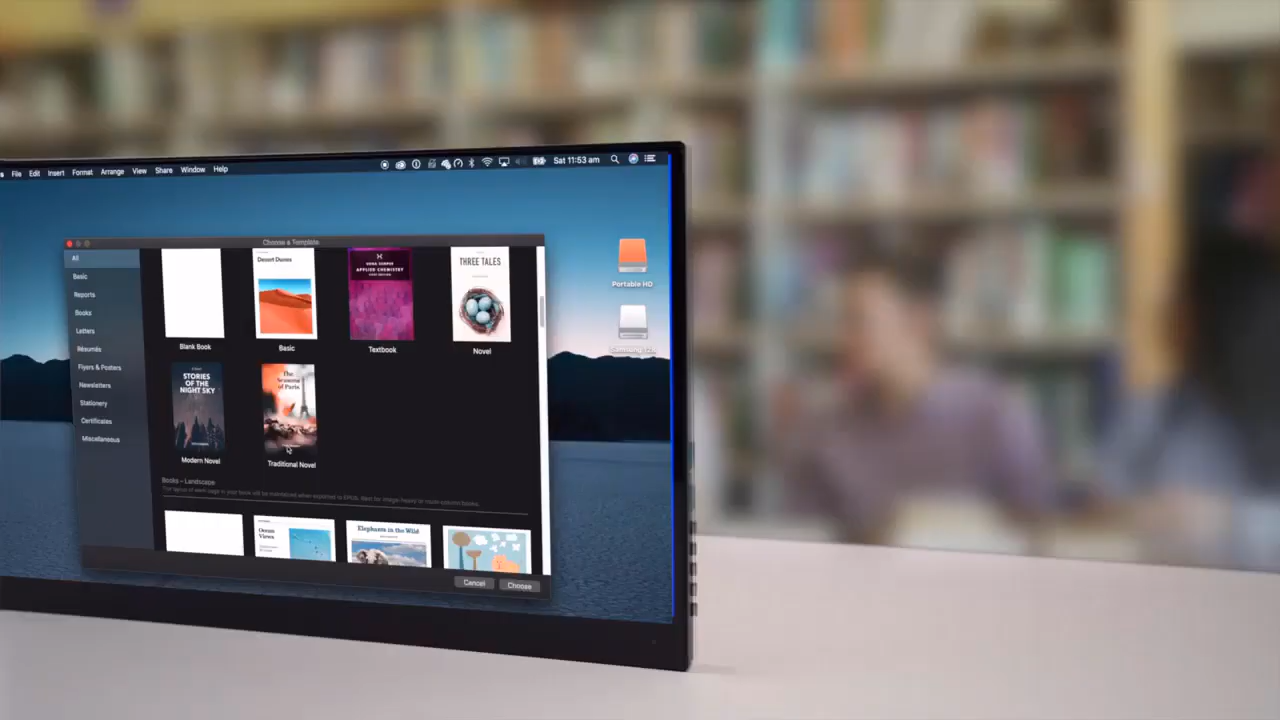 File Edit Insert Format Arrange View Share Window Help
Sat 11:53 am
Choose a Template
All
Basic
Reports
Books
Letters
Résumés
Flyers & Posters
Newsletters
Stationery
Certificates
Miscellaneous
Desert Dunes
APPLIED CHEMISTRY
THREE TALES
Blank Book
Basic
Textbook
Novel
STORIES
OF THE
NIGHT SKY
The
Seasons
of Paris
Modern Novel
Traditional Novel
Books – Landscape
Ocean
Views
Elephants in the Wild
Cancel
Choose
Portable HD